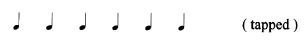 ( tapped )